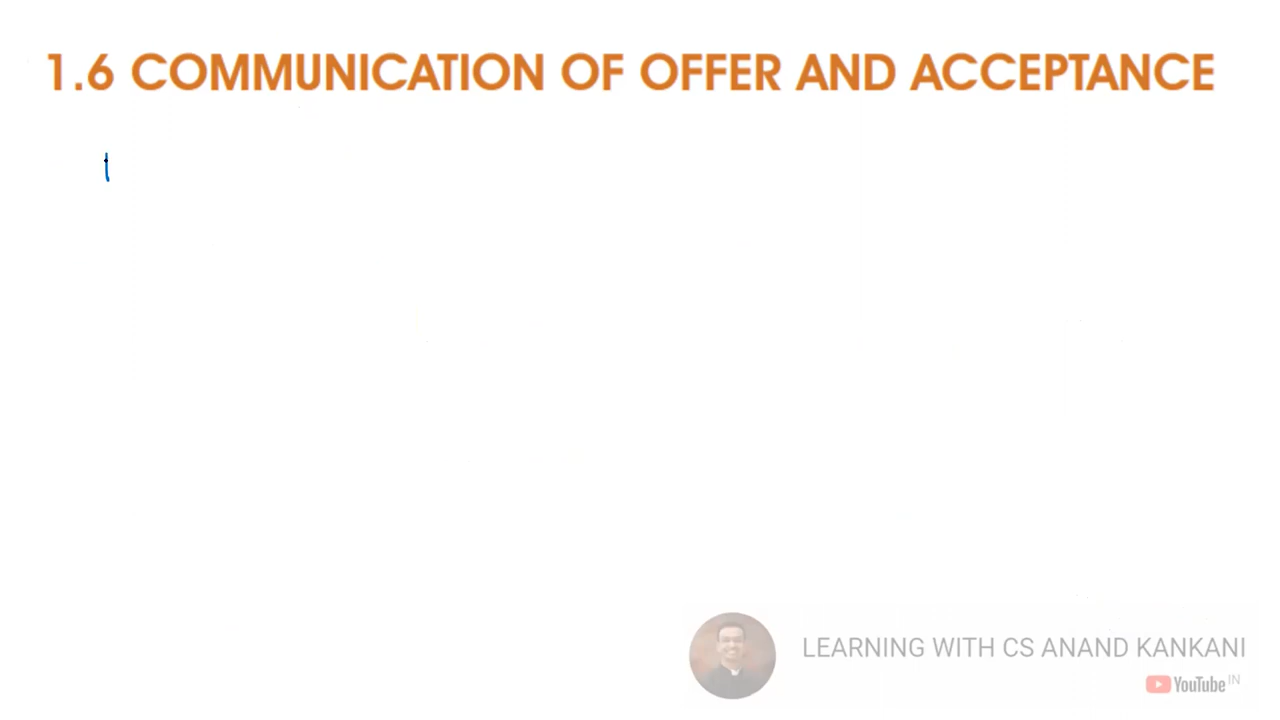 1.6 COMMUNICATION OF OFFER AND ACCEPTANCE
LEARNING WITH CS ANAND KANKANI
YouTube IN